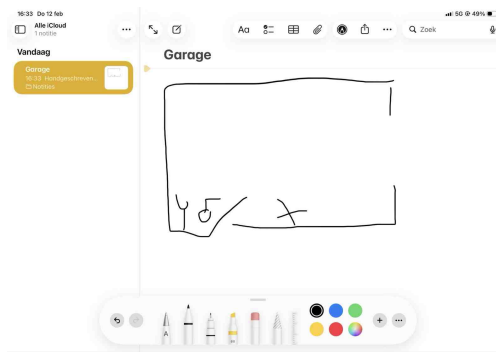 16:33 Do 12 feb
5G 49%
Alle iCloud
1 notitie
Aa
Zoek
Vandaag
Garage
Garage
16:33 Handgeschreven...
Notities